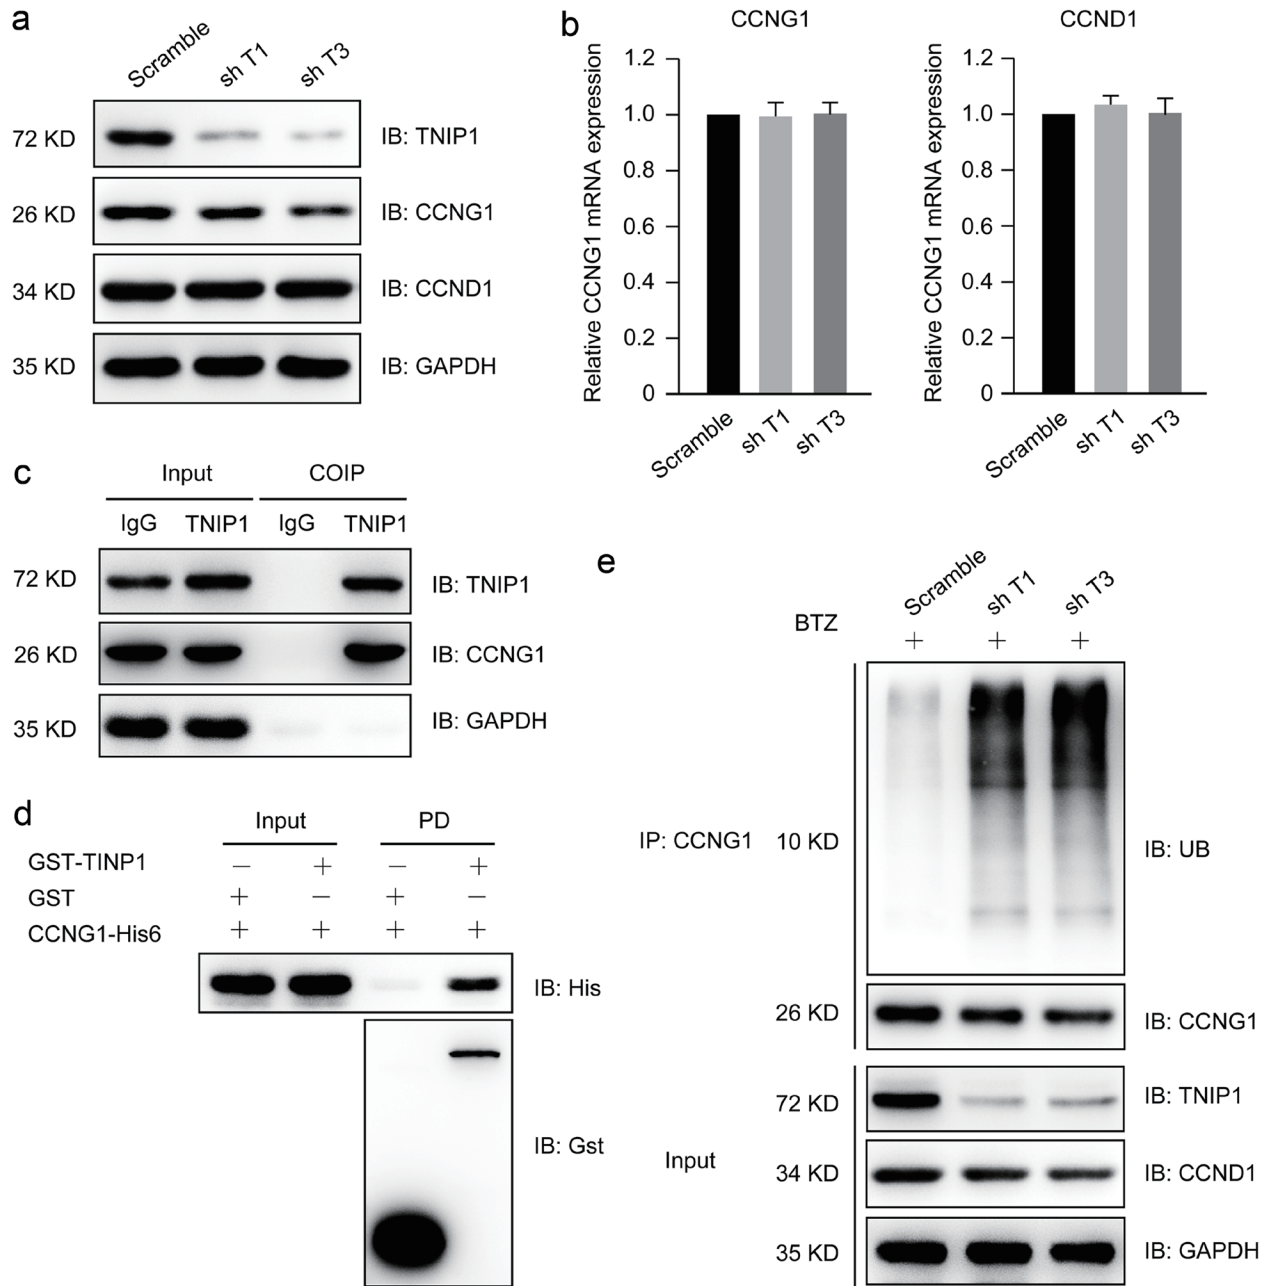 a
Scramble sh T1 sh T3
72 KD IB: TNIP1
26 KD IB: CCNG1
34 KD IB: CCND1
35 KD IB: GAPDH
b
CCNG1
Relative CCNG1 mRNA expression
1.2
1.0
0.8
0.6
0.4
0.2
0
Scramble sh T1 sh T3
CCND1
Relative CCNG1 mRNA expression
1.2
1.0
0.8
0.6
0.4
0.2
0
Scramble sh T1 sh T3
c
Input COIP
IgG TNIP1 IgG TNIP1
72 KD IB: TNIP1
26 KD IB: CCNG1
35 KD IB: GAPDH
d
Input PD
GST-TINP1 − + − +
GST + − + −
CCNG1-His6 + + + +
IB: His
IB: Gst
e
Scramble sh T1 sh T3
BTZ + + +
IP: CCNG1 10 KD IB: UB
26 KD IB: CCNG1
72 KD IB: TNIP1
Input 34 KD IB: CCND1
35 KD IB: GAPDH